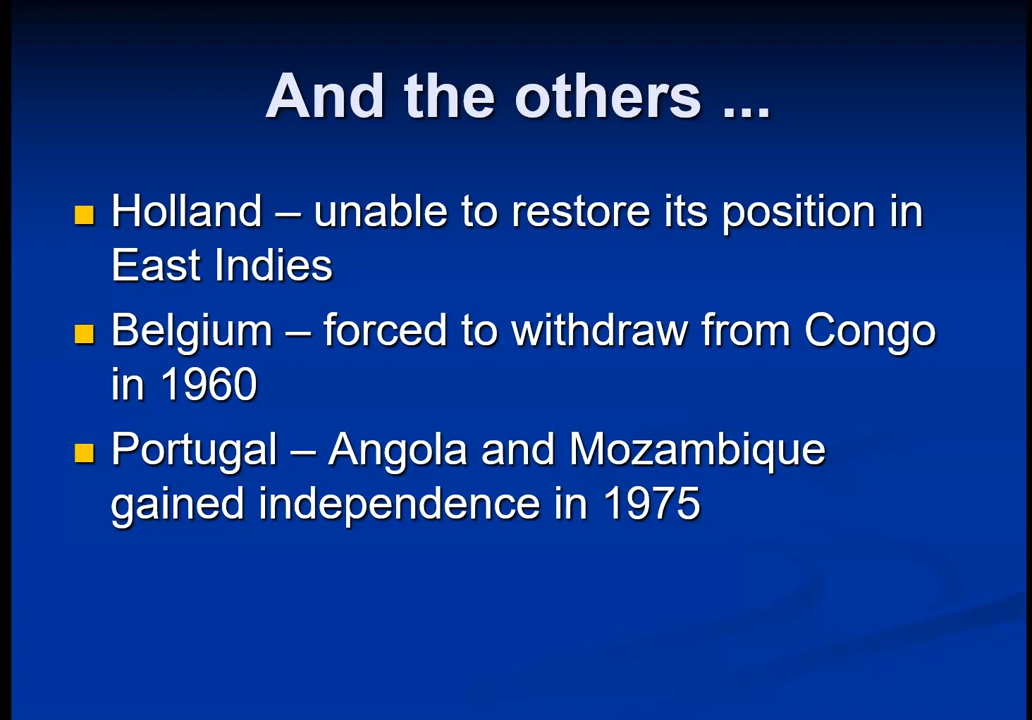 And the others ...
Holland – unable to restore its position in
East Indies
Belgium – forced to withdraw from Congo
in 1960
Portugal – Angola and Mozambique
gained independence in 1975